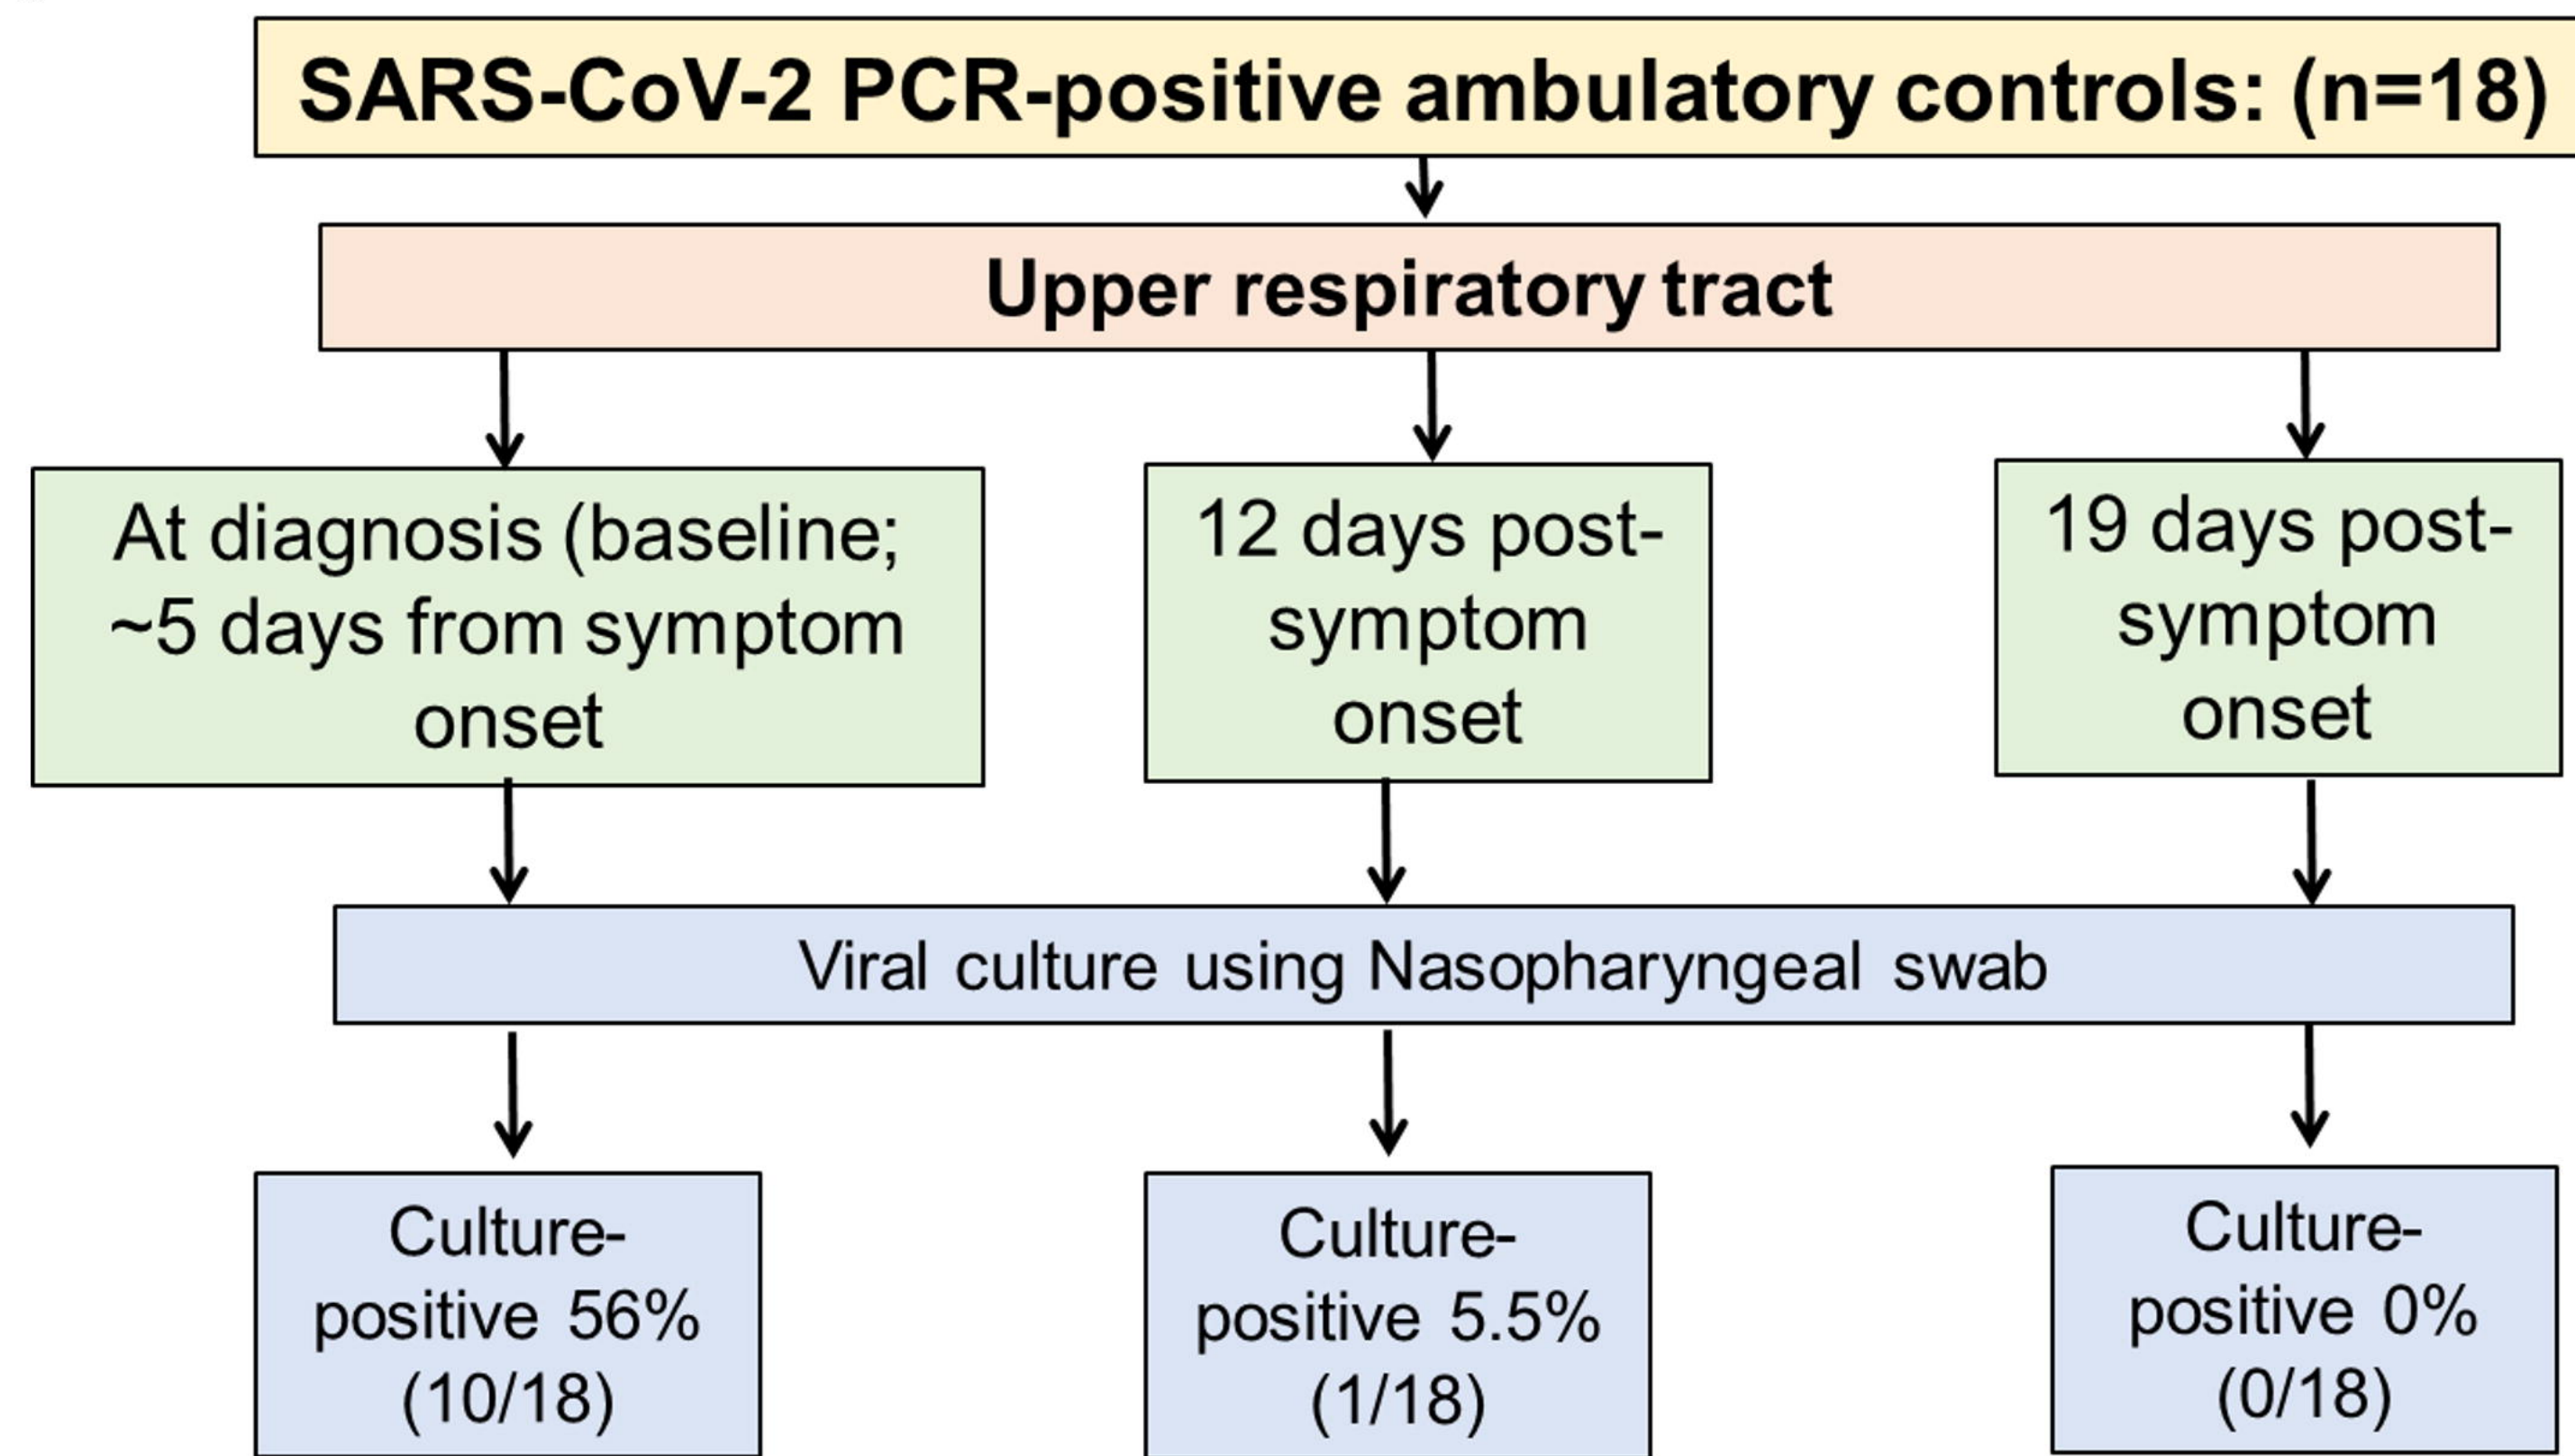 SARS-CoV-2 PCR-positive ambulatory controls: (n=18)
Upper respiratory tract
At diagnosis (baseline;
~5 days from symptom
onset
12 days post-
symptom
onset
19 days post-
symptom
onset
Viral culture using Nasopharyngeal swab
Culture-
positive 56%
(10/18)
Culture-
positive 5.5%
(1/18)
Culture-
positive 0%
(0/18)